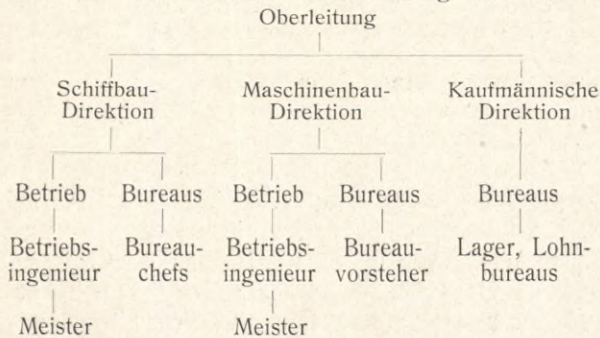 Oberleitung
Schiffbau- Maschinenbau- Kaufmännische
Direktion Direktion Direktion
Betrieb Bureaus Betrieb Bureaus Bureaus
Betriebs- Bureau- Betriebs- Bureau- Lager, Lohn-
ingenieur chefs ingenieur vorsteher bureaus
Meister Meister